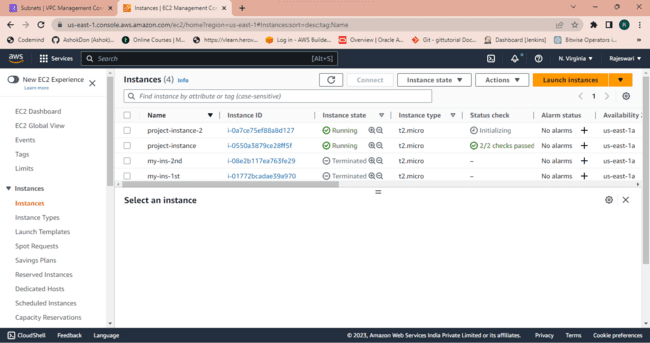 Subnets | VPC Management Con
Instances | EC2 Management Con
us-east-1.console.aws.amazon.com/ec2/home?region=us-east-1#Instances:sort=desc:tag:Name
Codemind
AshokDon (Ashok)...
Online Courses | M...
https://vlearn.herov...
Log in - AWS Builde...
Overview | Oracle A...
Git - gittutorial Doc...
Dashboard [Jenkins]
Bitwise Operators i...
aws
Services
Search
[Alt+S]
N. Virginia
Rajeswari
New EC2 Experience
Learn more
EC2 Dashboard
EC2 Global View
Events
Tags
Limits
Instances
Instances
Instance Types
Launch Templates
Spot Requests
Savings Plans
Reserved Instances
Dedicated Hosts
Scheduled Instances
Capacity Reservations
Instances (4) Info
Connect
Instance state
Actions
Launch instances
Find instance by attribute or tag (case-sensitive)
1
Name Instance ID Instance state Instance type Status check Alarm status Availability
project-instance-2 i-0a7ce75ef88a8d127 Running t2.micro Initializing No alarms + us-east-1a
project-instance i-0550a3879ce28ff5f Running t2.micro 2/2 checks passed No alarms + us-east-1a
my-ins-2nd i-08e2b117ea763fe29 Terminated t2.micro – No alarms + us-east-1a
my-ins-1st i-01772bcadae39a970 Terminated t2.micro – No alarms + us-east-1a
Select an instance
CloudShell Feedback Language
© 2023, Amazon Web Services India Private Limited or its affiliates. Privacy Terms Cookie preferences